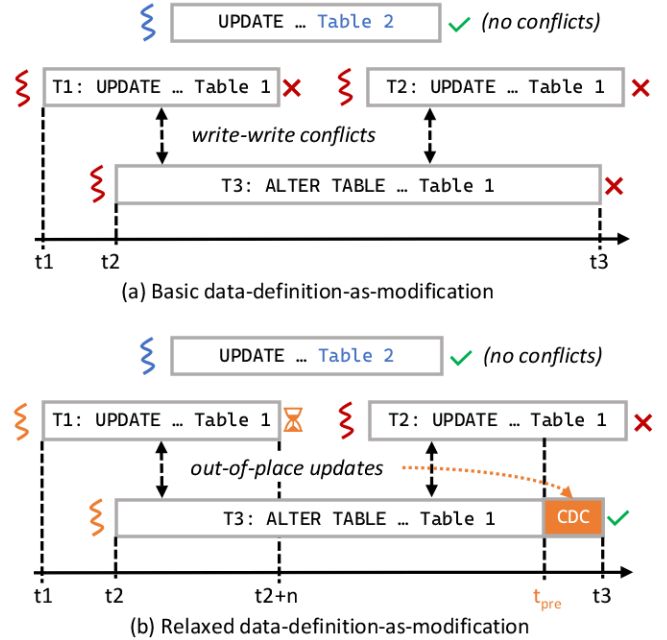 UPDATE … Table 2 (no conflicts)
T1: UPDATE … Table 1 T2: UPDATE … Table 1
write-write conflicts
T3: ALTER TABLE … Table 1
t1 t2 t3
(a) Basic data-definition-as-modification
UPDATE … Table 2 (no conflicts)
T1: UPDATE … Table 1 T2: UPDATE … Table 1
out-of-place updates
T3: ALTER TABLE … Table 1 CDC
t1 t2 t2+n tpre t3
(b) Relaxed data-definition-as-modification